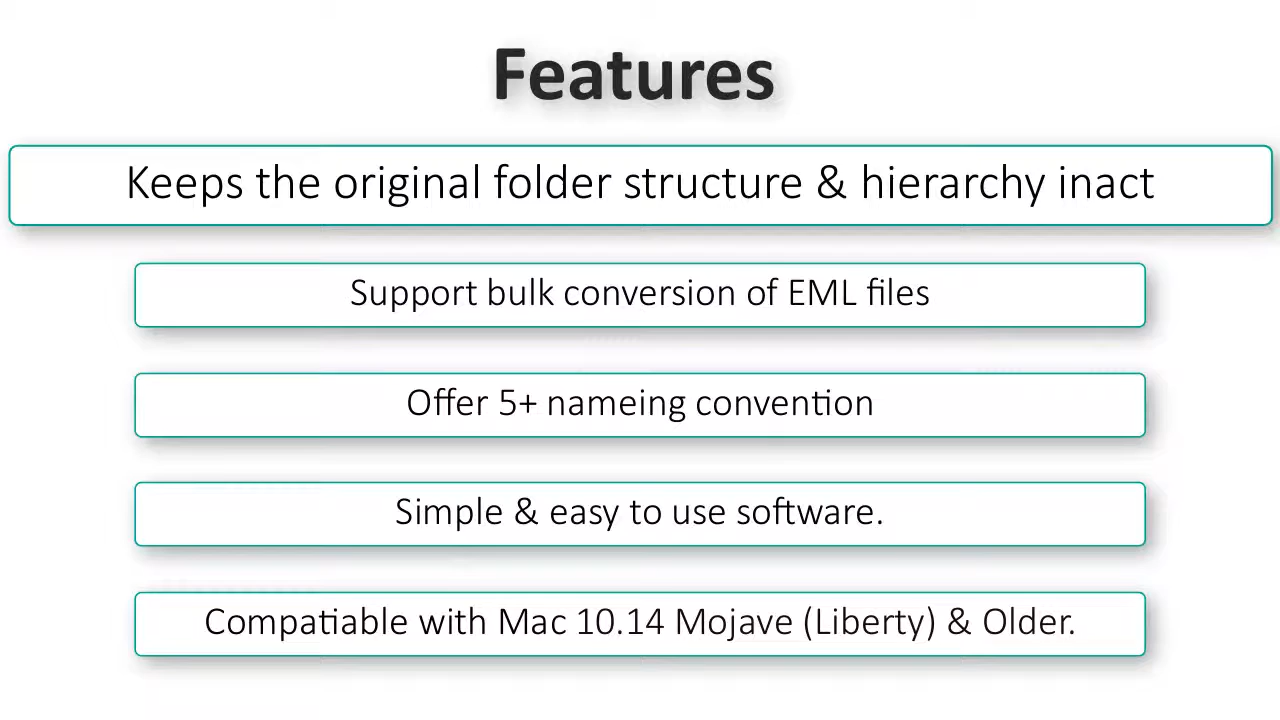 Features
Keeps the original folder structure & hierarchy inact
Support bulk conversion of EML files
Offer 5+ nameing convention
Simple & easy to use software.
Compatiable with Mac 10.14 Mojave (Liberty) & Older.